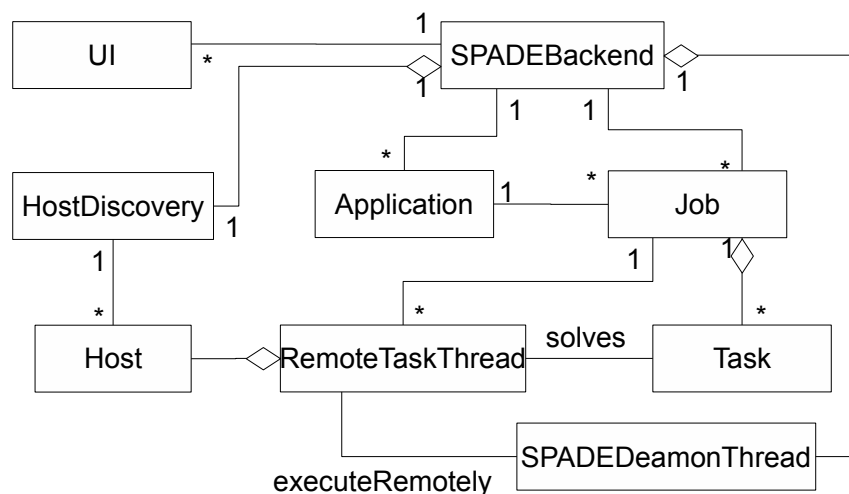 1
UI
SPADEBackend
*
1
1
1
1
*
*
HostDiscovery
Application
1
*
Job
1
1
1
1
*
*
*
Host
RemoteTaskThread
solves
Task
SPADEDeamonThread
executeRemotely